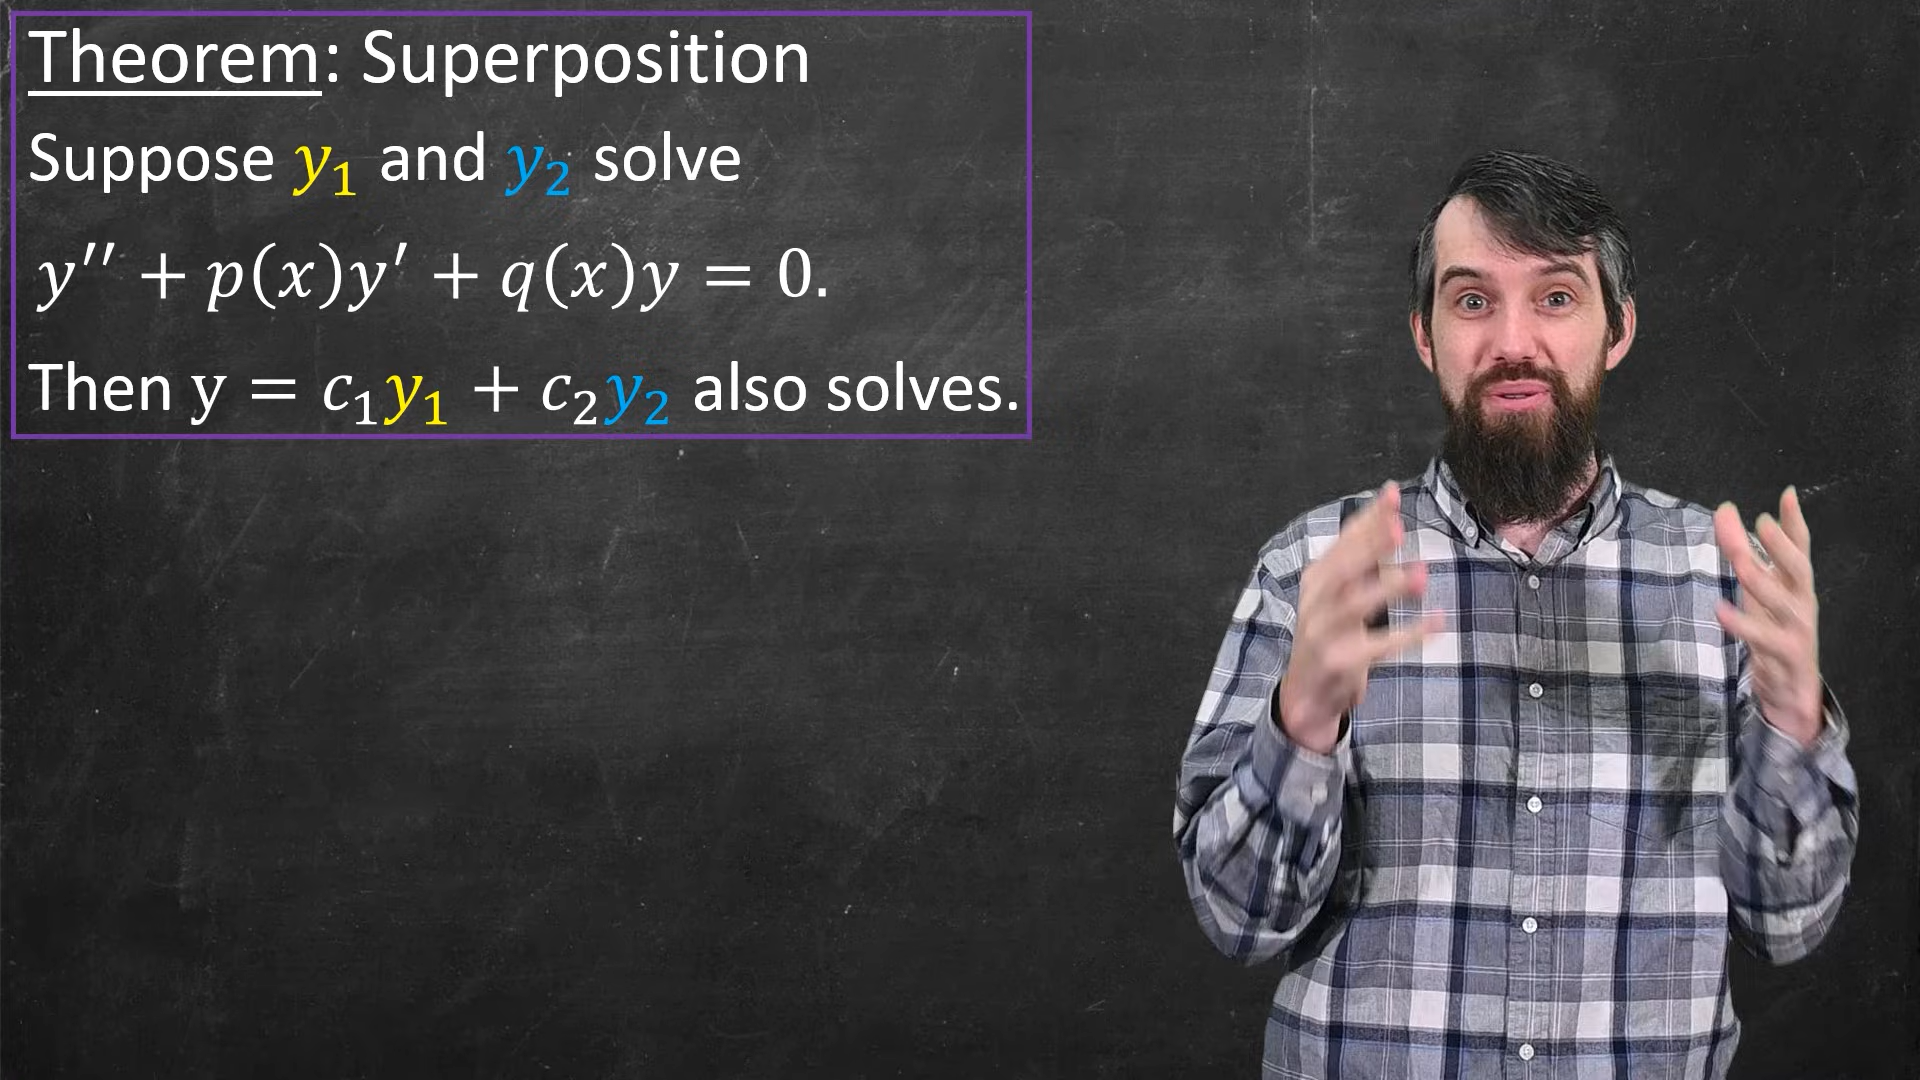 Theorem: Superposition
Suppose y₁ and y₂ solve
y′′ + p(x)y′ + q(x)y = 0.
Then y = c₁y₁ + c₂y₂ also solves.